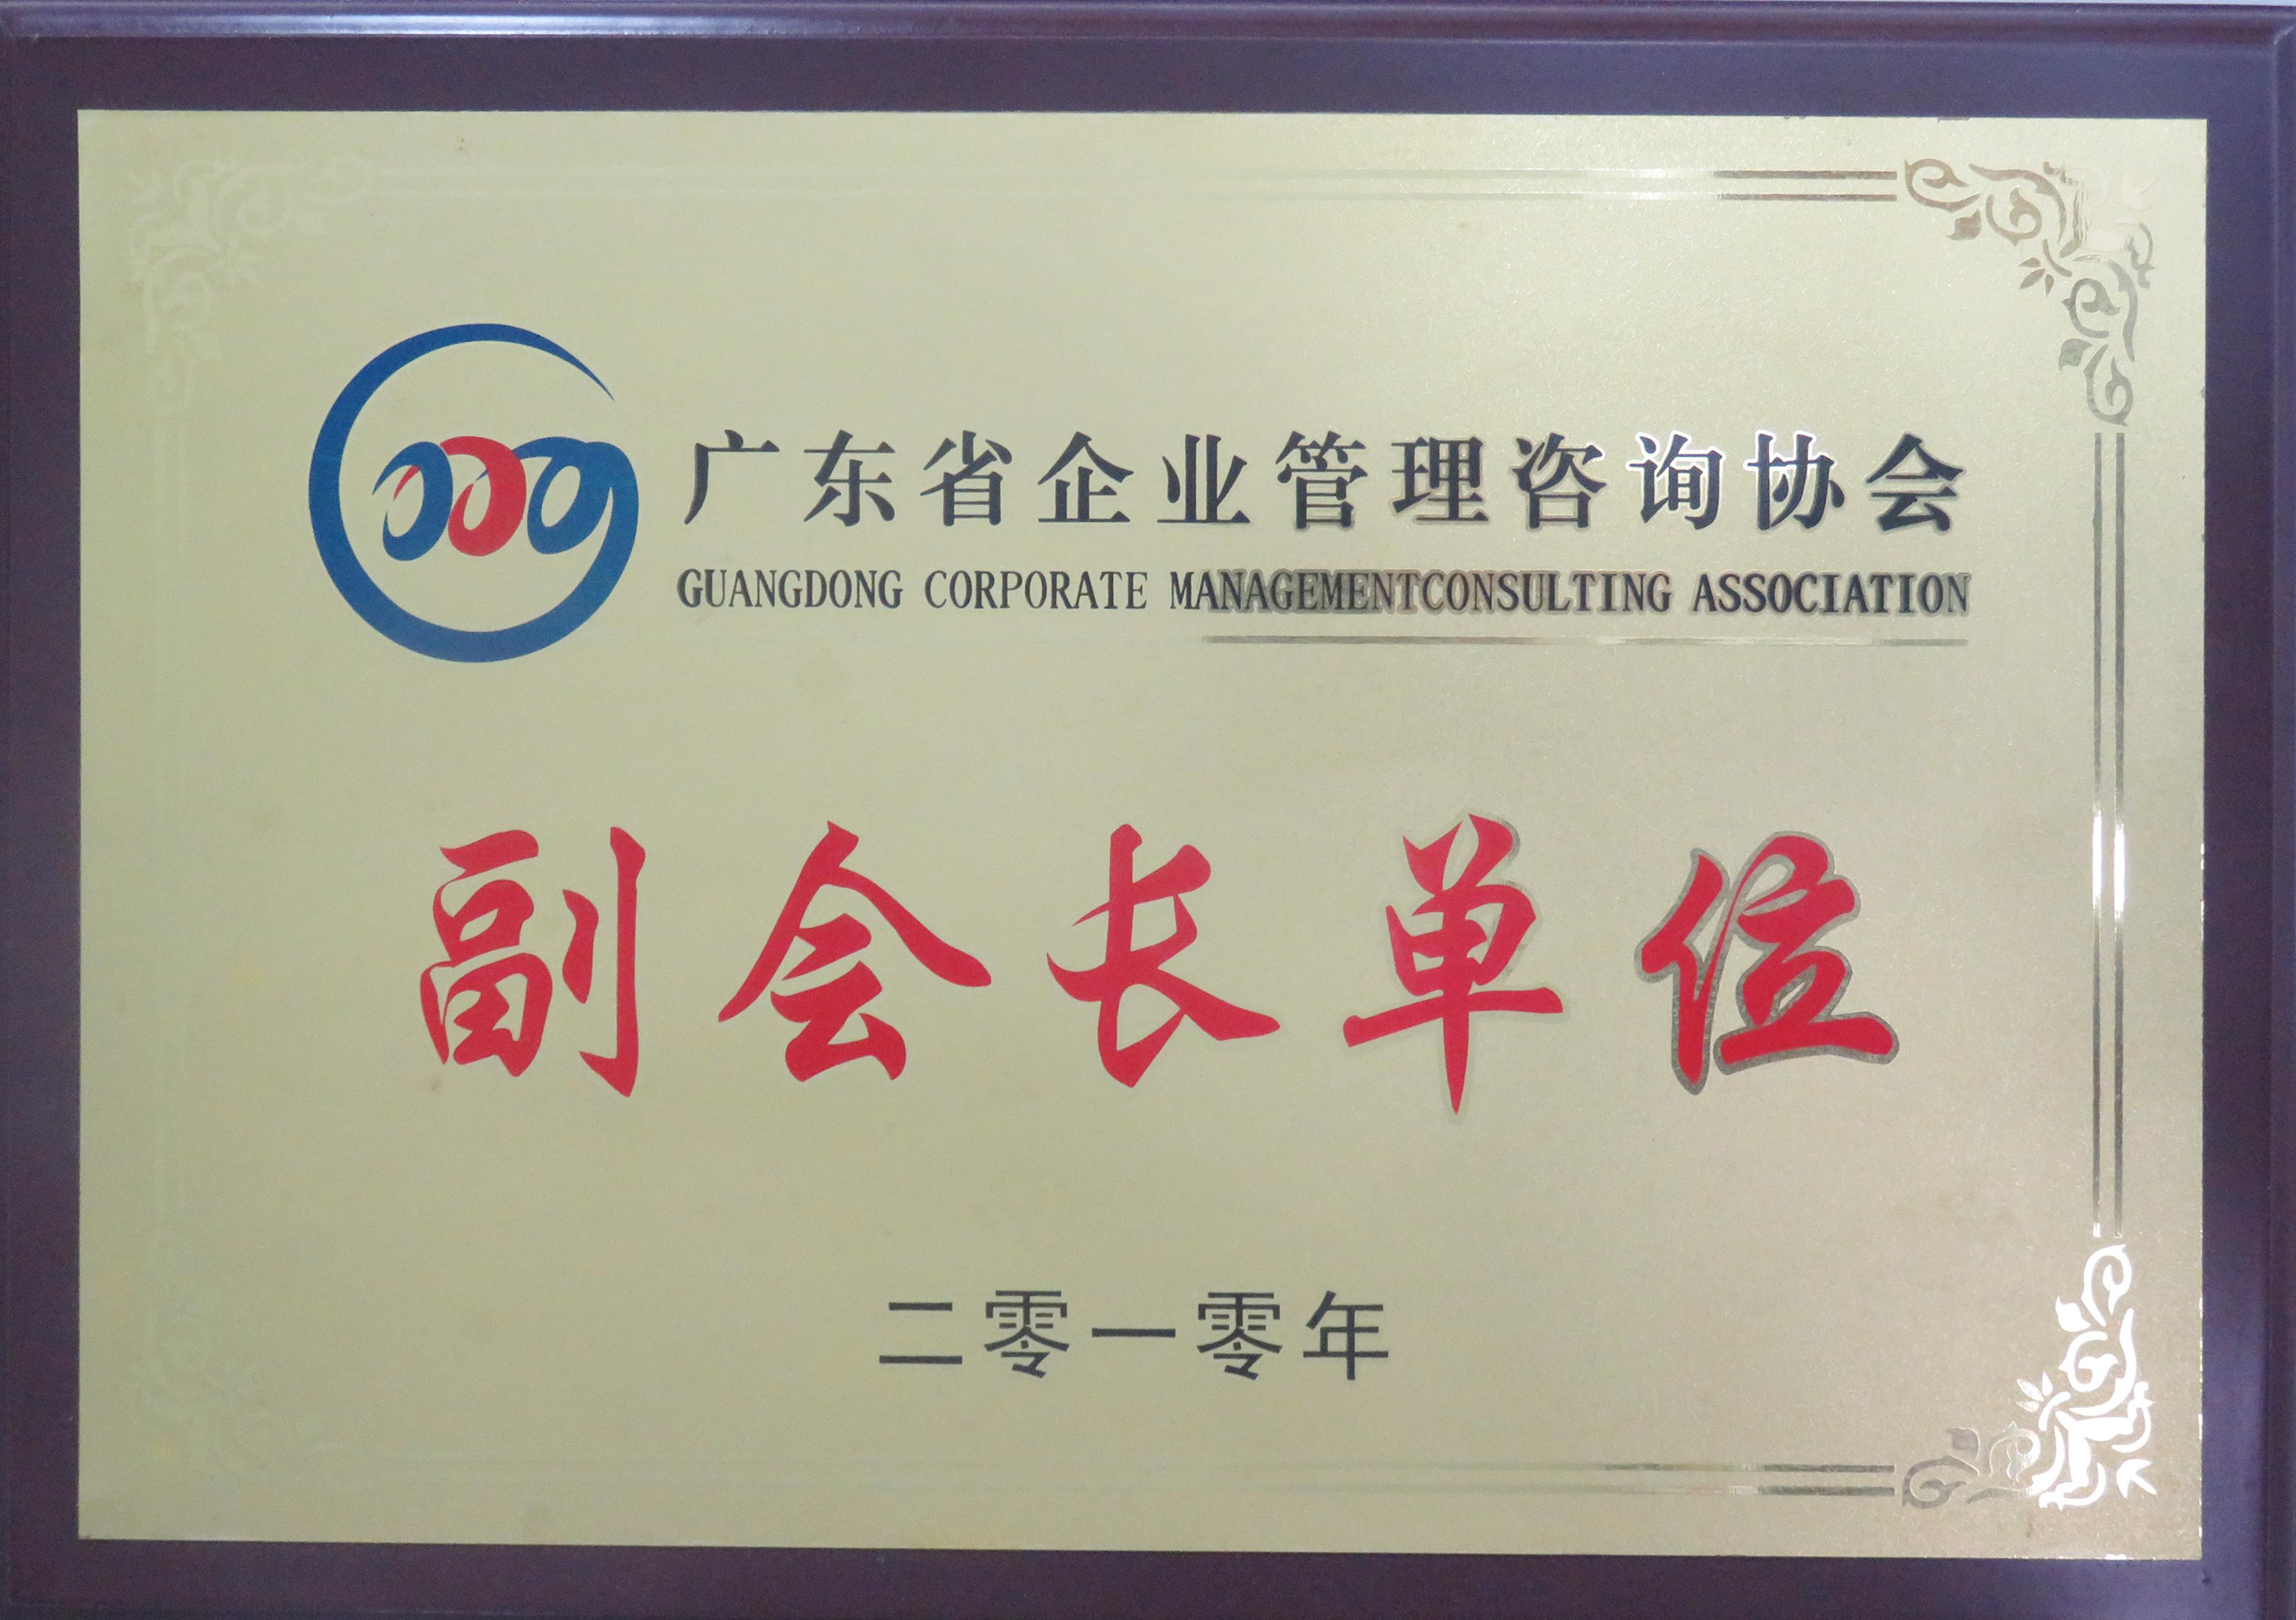 广东省企业管理咨询协会
GUANGDONG CORPORATE MANAGEMENTCONSULTING ASSOCIATION
副会长单位
二零一零年